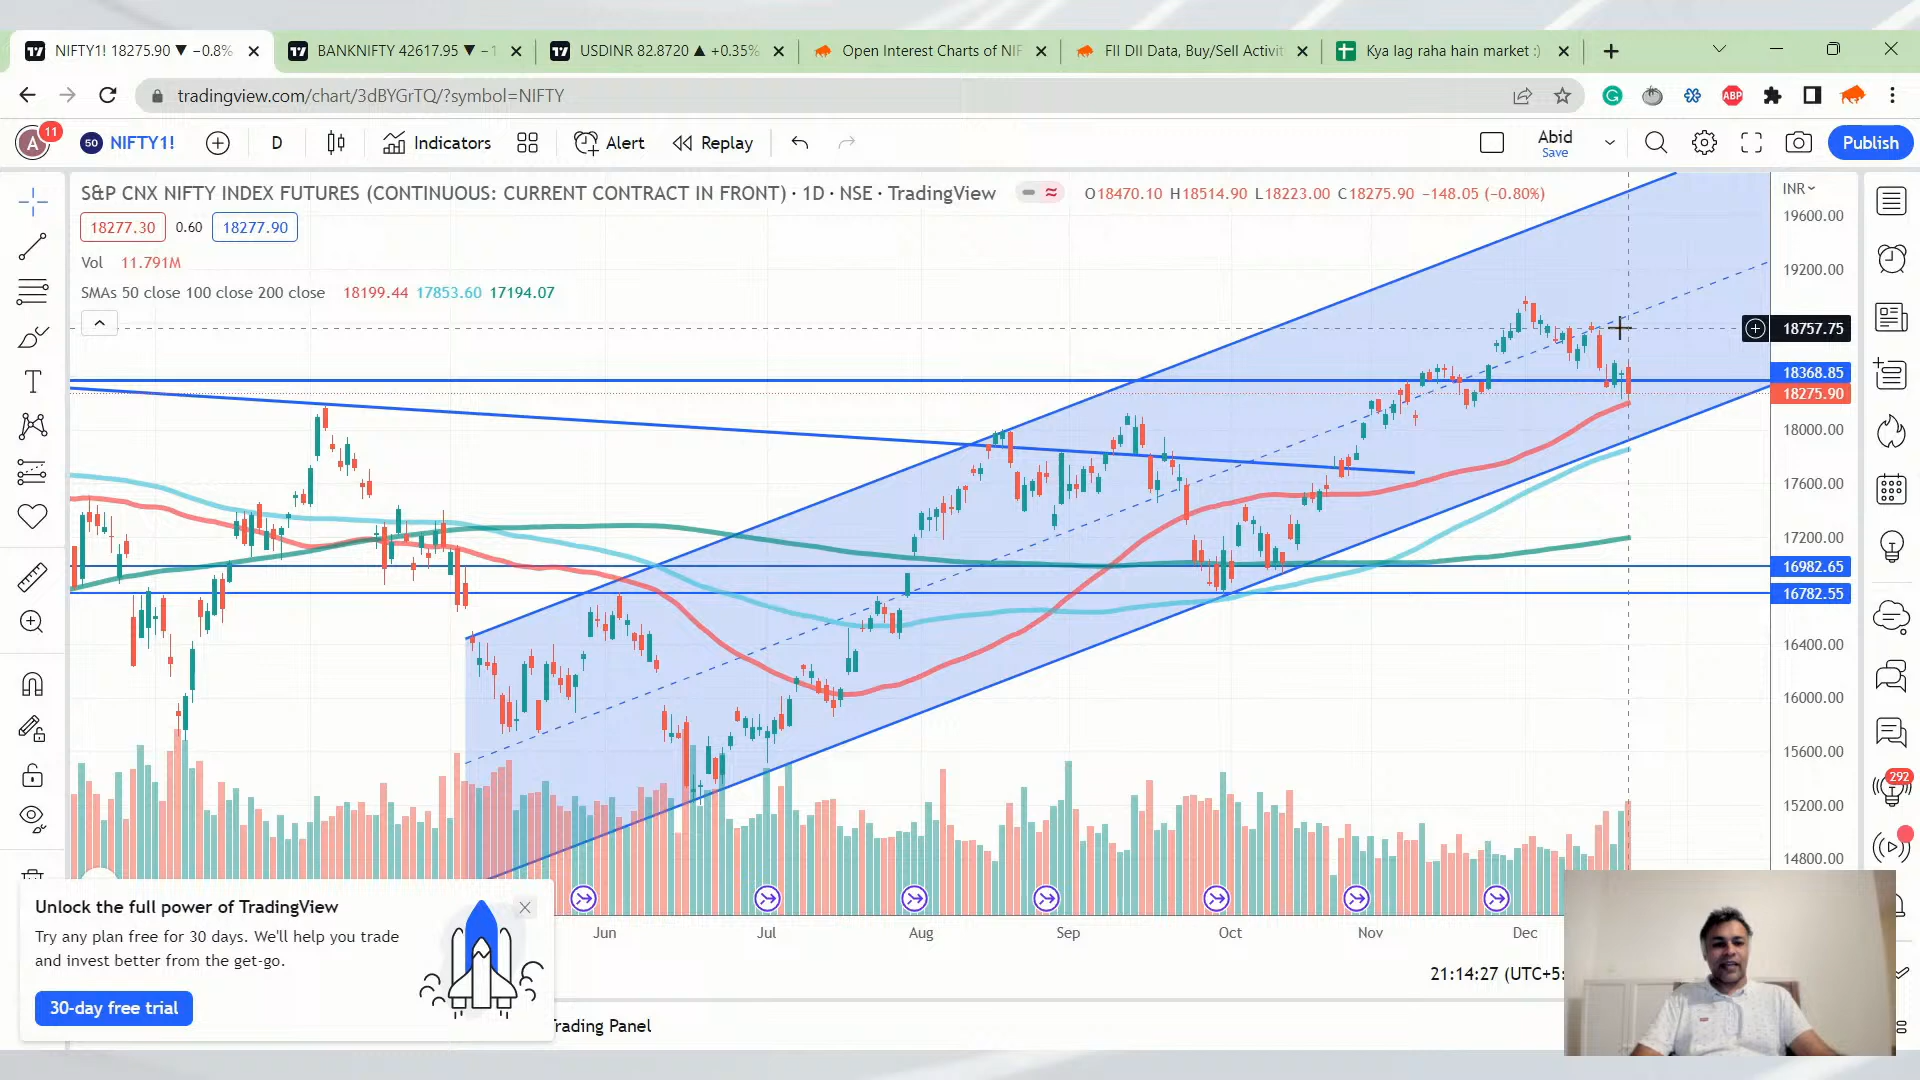 NIFTY1! 18275.90 ▼ −0.8%
BANKNIFTY 42617.95 ▼ −1
USDINR 82.8720 ▲ +0.35%
Open Interest Charts of NIF
FII DII Data, Buy/Sell Activit
Kya lag raha hain market :)
tradingview.com/chart/3dBYGrTQ/?symbol=NIFTY
ABP
A
11
50
NIFTY1!
D
Indicators
Alert
Replay
Abid
Save
Publish
S&P CNX NIFTY INDEX FUTURES (CONTINUOUS: CURRENT CONTRACT IN FRONT) · 1D · NSE · TradingView
O18470.10 H18514.90 L18223.00 C18275.90 −148.05 (−0.80%)
INR
18277.30
0.60
18277.90
Vol 11.791M
SMAs 50 close 100 close 200 close 18199.44 17853.60 17194.07
19600.00
19200.00
18757.75
18368.85
18275.90
18000.00
17600.00
17200.00
16982.65
16782.55
16400.00
16000.00
15600.00
15200.00
14800.00
292
Jun
Jul
Aug
Sep
Oct
Nov
Dec
21:14:27 (UTC+5:
Unlock the full power of TradingView
Try any plan free for 30 days. We'll help you trade
and invest better from the get-go.
30-day free trial
Trading Panel